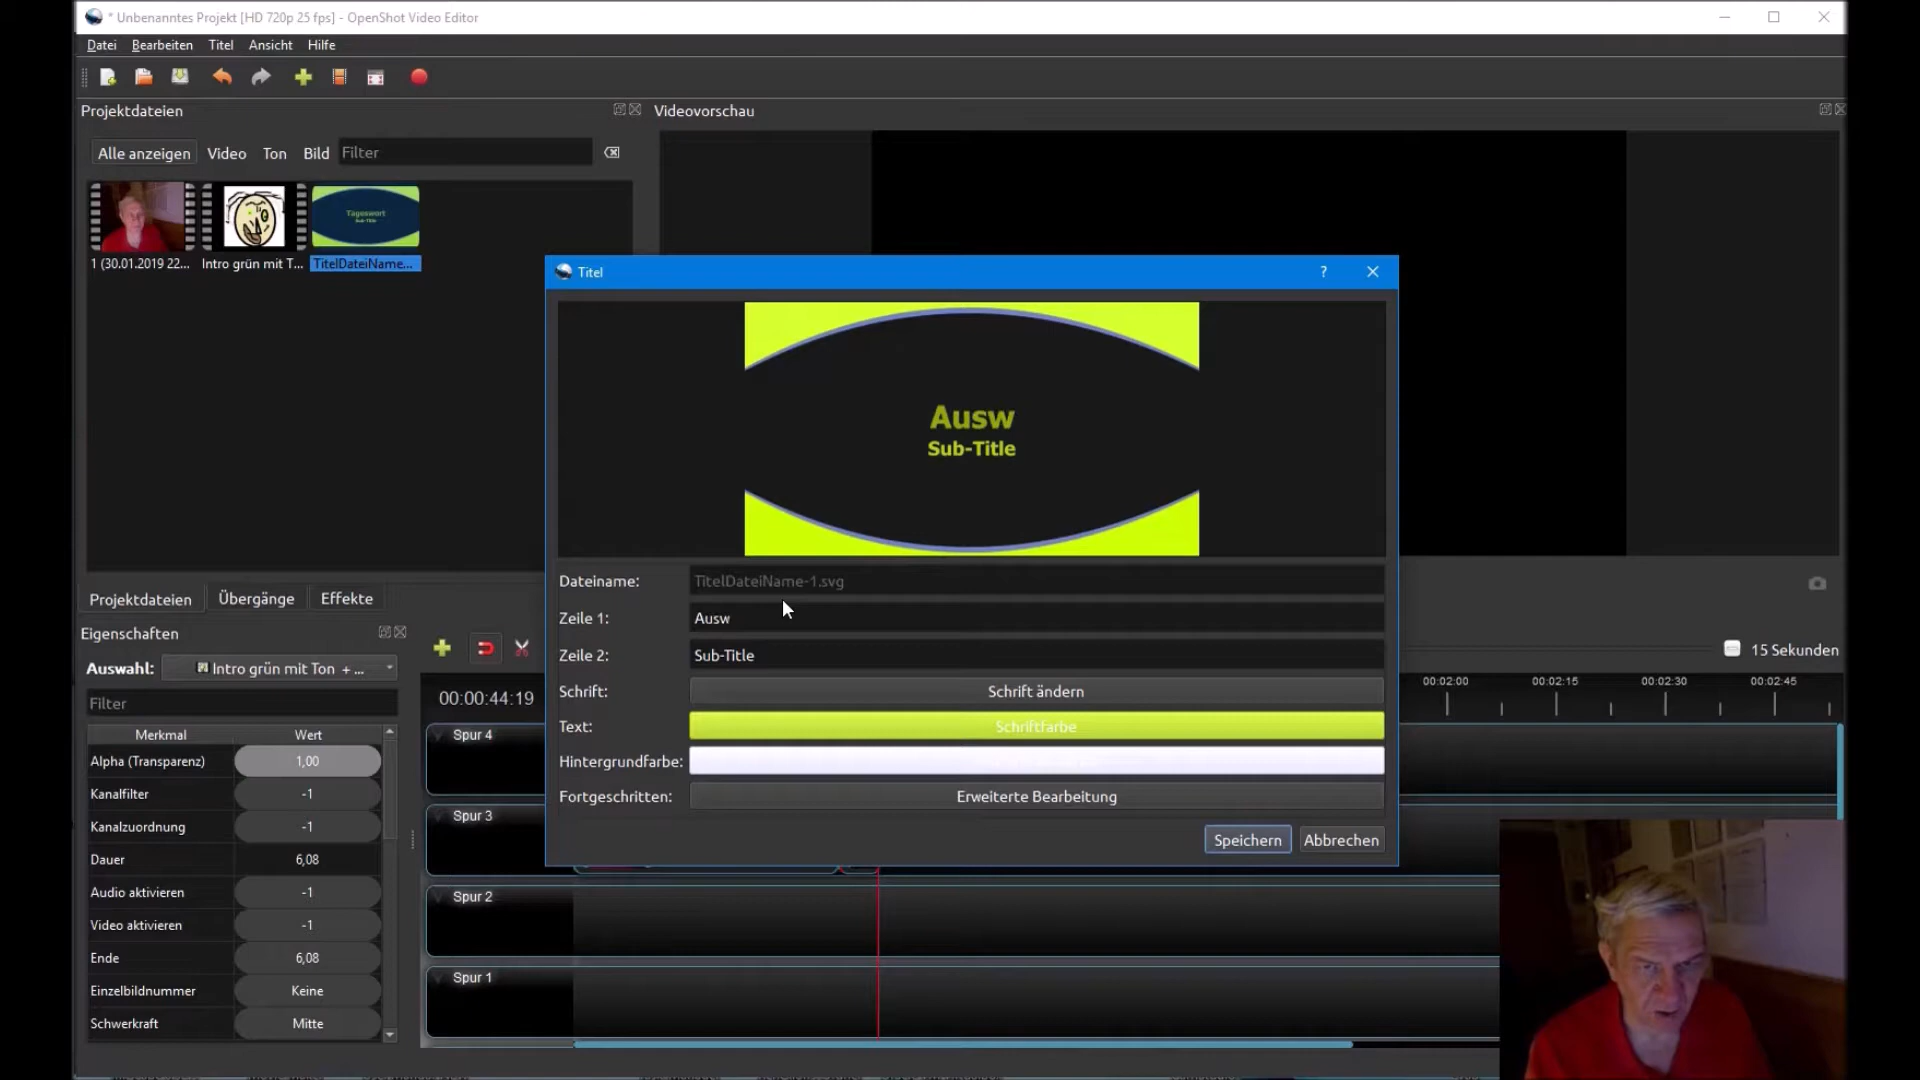 * Unbenanntes Projekt [HD 720p 25 fps] - OpenShot Video Editor
Datei Bearbeiten Titel Ansicht Hilfe
Projektdateien
Videovorschau
Alle anzeigen Video Ton Bild Filter
Tageswort
Sub-Title
1 (30.01.2019 22... Intro grün mit T... TitelDateiName...
Titel ?
Ausw
Sub-Title
Dateiname: TitelDateiName-1.svg
Zeile 1: Ausw
Zeile 2: Sub-Title
Schrift: Schrift ändern
Text: Schriftfarbe
Hintergrundfarbe:
Fortgeschritten: Erweiterte Bearbeitung
Speichern Abbrechen
Projektdateien Übergänge Effekte
Eigenschaften
Auswahl: Intro grün mit Ton + ...
Filter
Merkmal Wert
Alpha (Transparenz) 1,00
Kanalfilter -1
Kanalzuordnung -1
Dauer 6,08
Audio aktivieren -1
Video aktivieren -1
Ende 6,08
Einzelbildnummer Keine
Schwerkraft Mitte
15 Sekunden
00:00:44:19
00:02:00 00:02:15 00:02:30 00:02:45
Spur 4
Spur 3
Spur 2
Spur 1